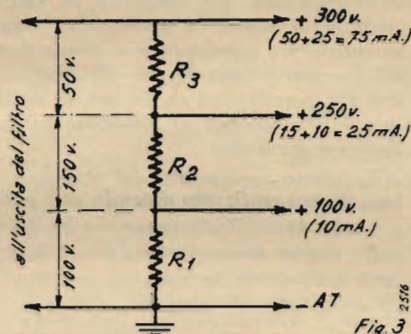 + 300 v.
(50+25 = 75 mA.)
50 v.
R3
+ 250 v.
(15+10 = 25 mA.)
all'uscita del filtro
150 v.
R2
+ 100 v.
(10 mA.)
100 v.
R1
- AT
Fig. 3
2516